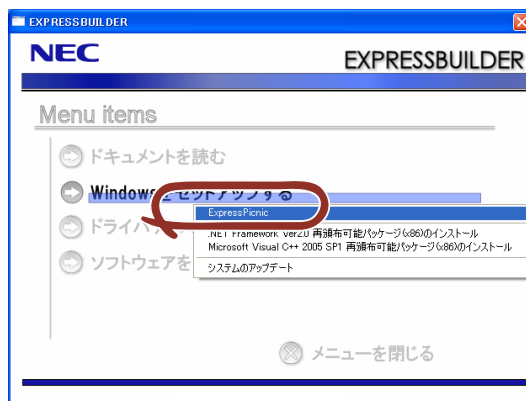 EXPRESSBUILDER
NEC
EXPRESSBUILDER
Menu items
ドキュメントを読む
Windowsをセットアップする
ExpressPicnic
ドライバ
.NET Framework Ver2.0 再頒布可能パッケージ(x86)のインストール
Microsoft Visual C++ 2005 SP1 再頒布可能パッケージ(x86)のインストール
ソフトウェアを
システムのアップデート
メニューを閉じる